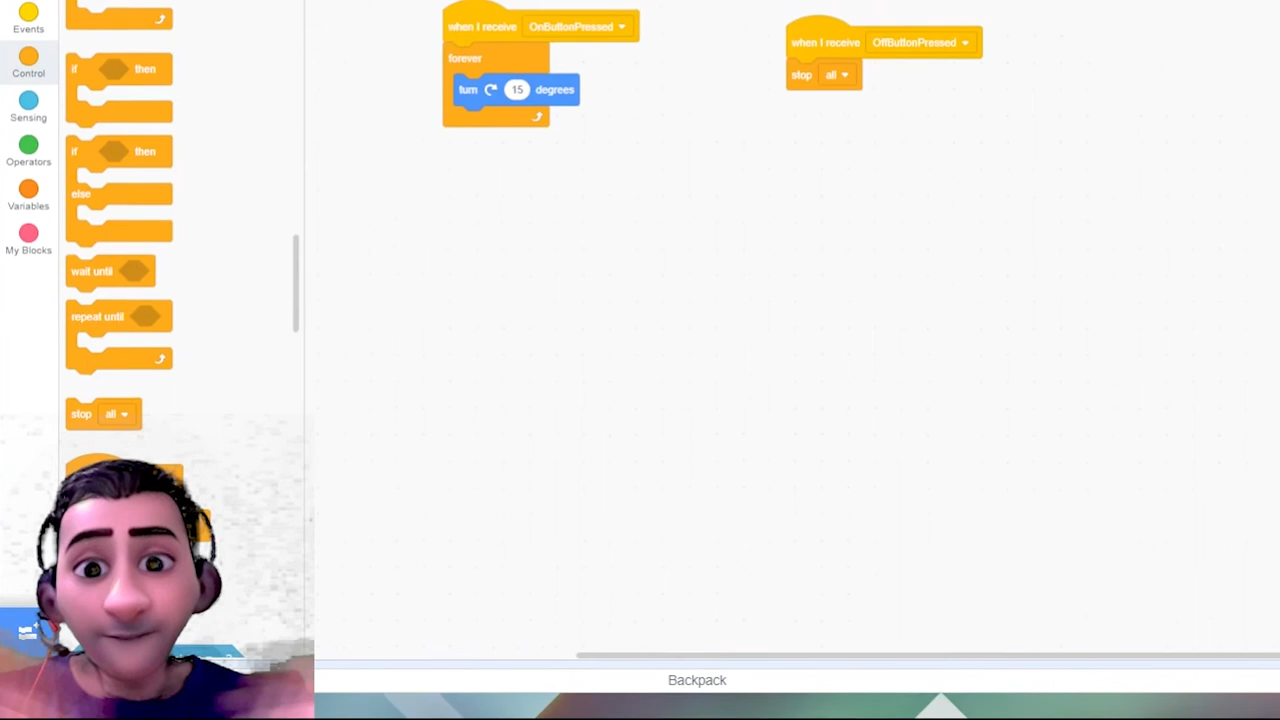 Events
Control
Sensing
Operators
Variables
My Blocks
if then
if then
else
wait until
repeat until
stop all
when I receive OnButtonPressed
forever
turn 15 degrees
when I receive OffButtonPressed
stop all
Backpack